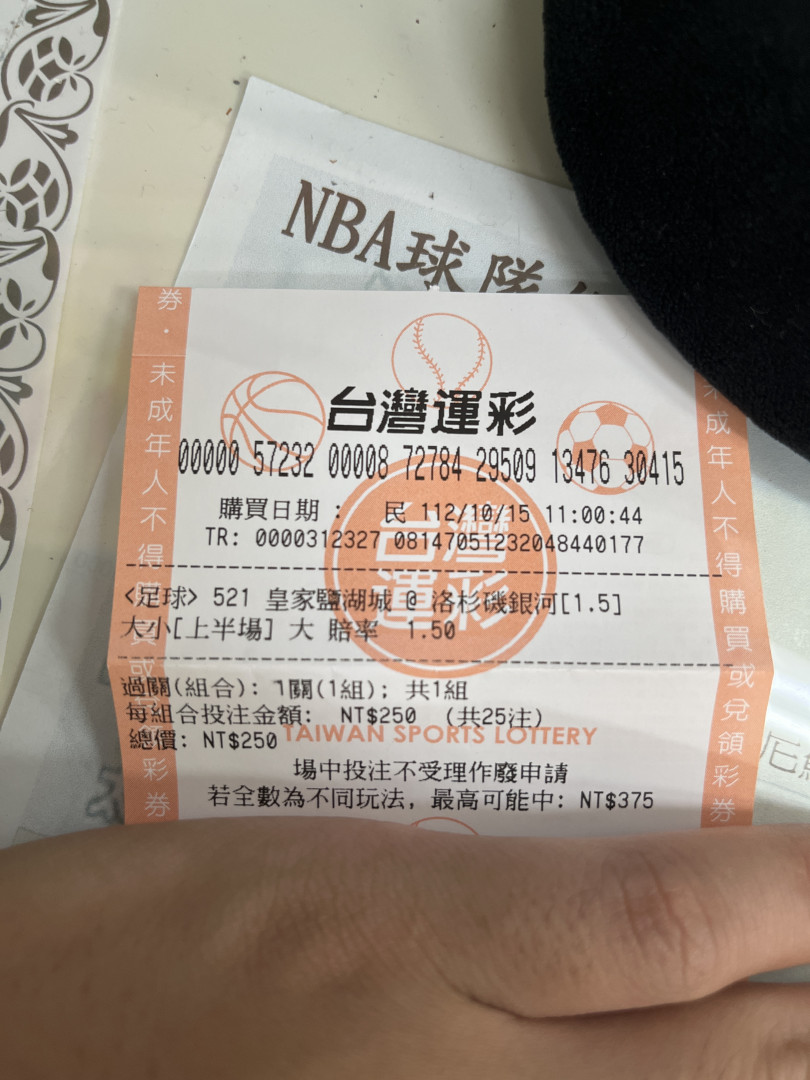 NBA球隊
券．未成年人不得購買或
彩券
未成年人不得購買或兌領彩券
台灣運彩
00000 57232 00008 72784 29509 13476 30415
購買日期： 民 112/10/15 11:00:44
TR: 0000312327 08147051232048440177
台灣運彩
<足球> 521 皇家鹽湖城 @ 洛杉磯銀河[1.5]
大小[上半場] 大 賠率 1.50
過關(組合): 1關(1組); 共1組
每組合投注金額: NT$250 (共25注)
總價: NT$250
TAIWAN SPORTS LOTTERY
場中投注不受理作廢申請
若全數為不同玩法, 最高可能中: NT$375